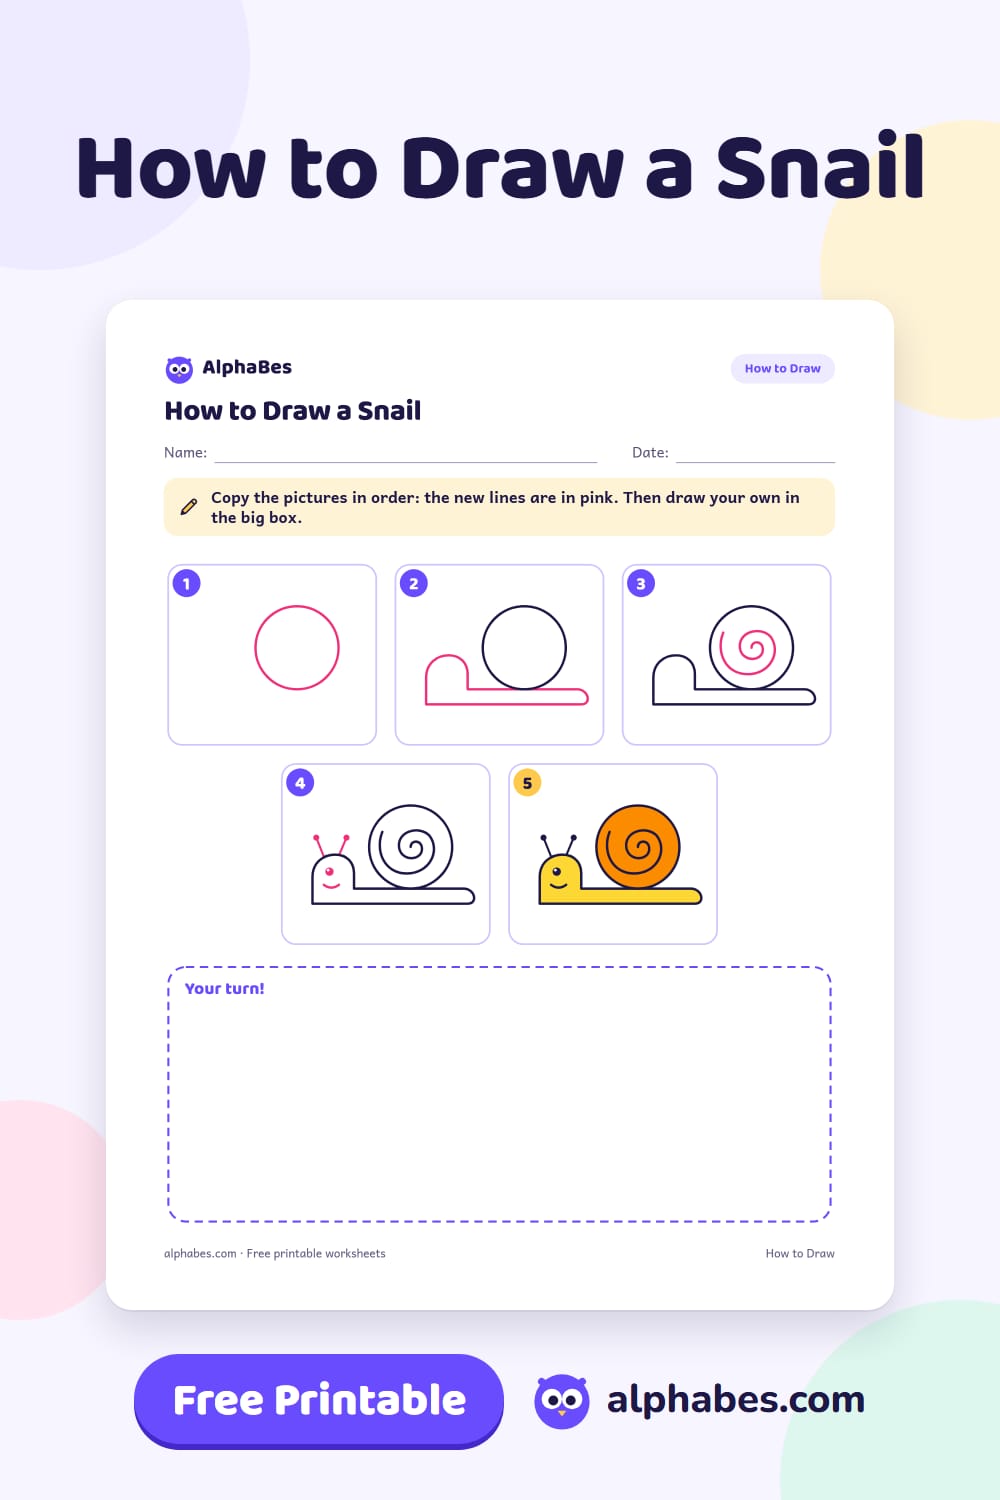 How to Draw a Snail
AlphaBes
How to Draw
How to Draw a Snail
Name:
Date:
Copy the pictures in order: the new lines are in pink. Then draw your own in
the big box.
1
2
3
4
5
Your turn!
alphabes.com · Free printable worksheets
How to Draw
Free Printable
alphabes.com